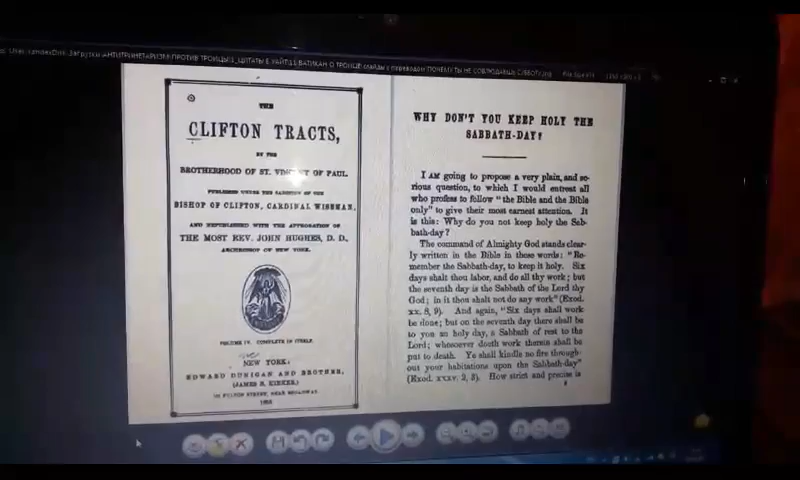 АНТИТРИНЕТАРИЗМ ПРОТИВ ТРОИЦЫ
THE
CLIFTON TRACTS,
BY THE
BROTHERHOOD OF ST. VINCENT OF PAUL.
PUBLISHED UNDER THE SANCTION OF THE
BISHOP OF CLIFTON, CARDINAL WISEMAN,
AND REPUBLISHED WITH THE APPROBATION OF
THE MOST REV. JOHN HUGHES, D. D.,
ARCHBISHOP OF NEW YORK.
VOLUME IV. COMPLETE IN ITSELF.
NEW YORK:
EDWARD DUNIGAN AND BROTHER,
(JAMES B. KIRKER,)
FULTON STREET, NEAR BROADWAY.
WHY DON'T YOU KEEP HOLY THE
SABBATH-DAY?
I AM going to propose a very plain, and se-
rious question, to which I would entreat all
who profess to follow "the Bible and the Bible
only" to give their most earnest attention. It
is this: Why do you not keep holy the Sab-
bath-day?
The command of Almighty God stands clear-
ly written in the Bible in these words: "Re-
member the Sabbath-day, to keep it holy. Six
days shalt thou labor, and do all thy work; but
the seventh day is the Sabbath of the Lord thy
God; in it thou shalt not do any work" (Exod.
xx. 8, 9). And again, "Six days shall work
be done; but on the seventh day there shall be
to you an holy day, a Sabbath of rest to the
Lord; whosoever doeth work therein shall be
put to death. Ye shall kindle no fire through-
out your habitations upon the Sabbath-day"
(Exod. xxxv. 2, 3). How strict and precise is